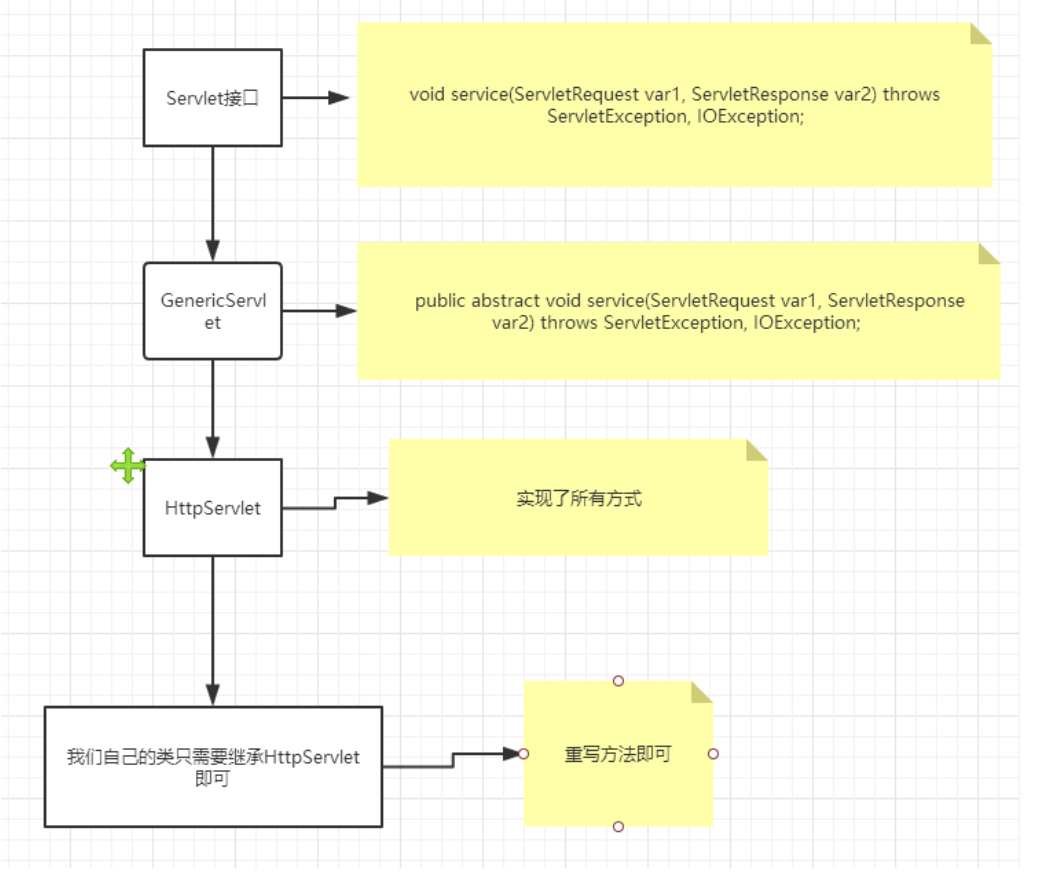 Servlet接口
void service(ServletRequest var1, ServletResponse var2) throws
ServletException, IOException;
GenericServl
et
public abstract void service(ServletRequest var1, ServletResponse
var2) throws ServletException, IOException;
HttpServlet
实现了所有方式
我们自己的类只需要继承HttpServlet
即可
重写方法即可